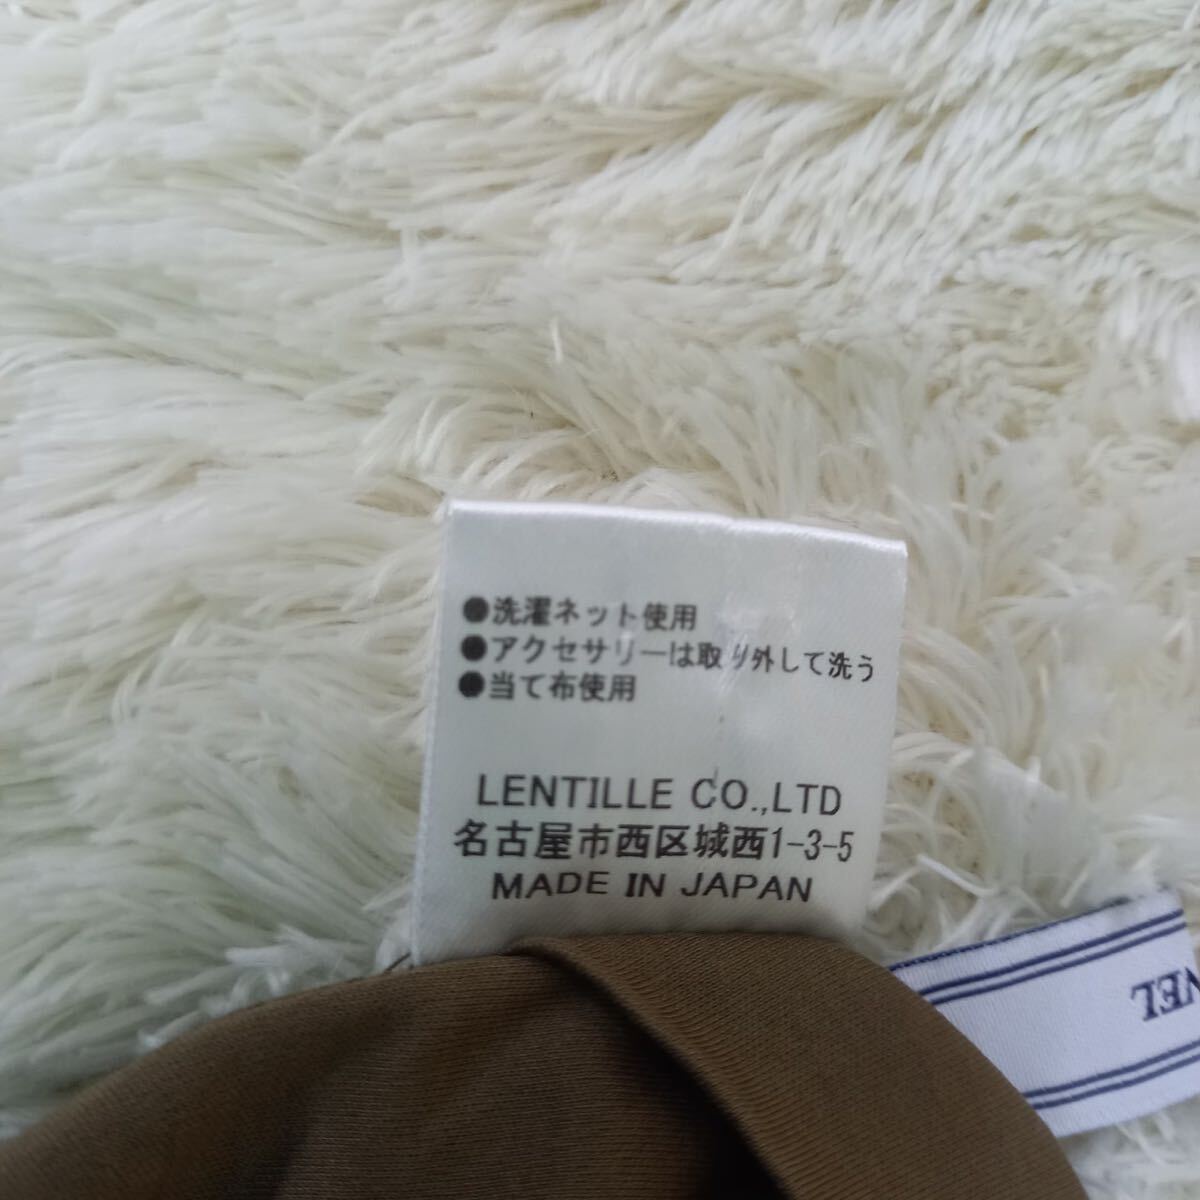 ●洗濯ネット使用
●アクセサリーは取り外して洗う
●当て布使用
LENTILLE CO.,LTD
名古屋市西区城西1-3-5
MADE IN JAPAN